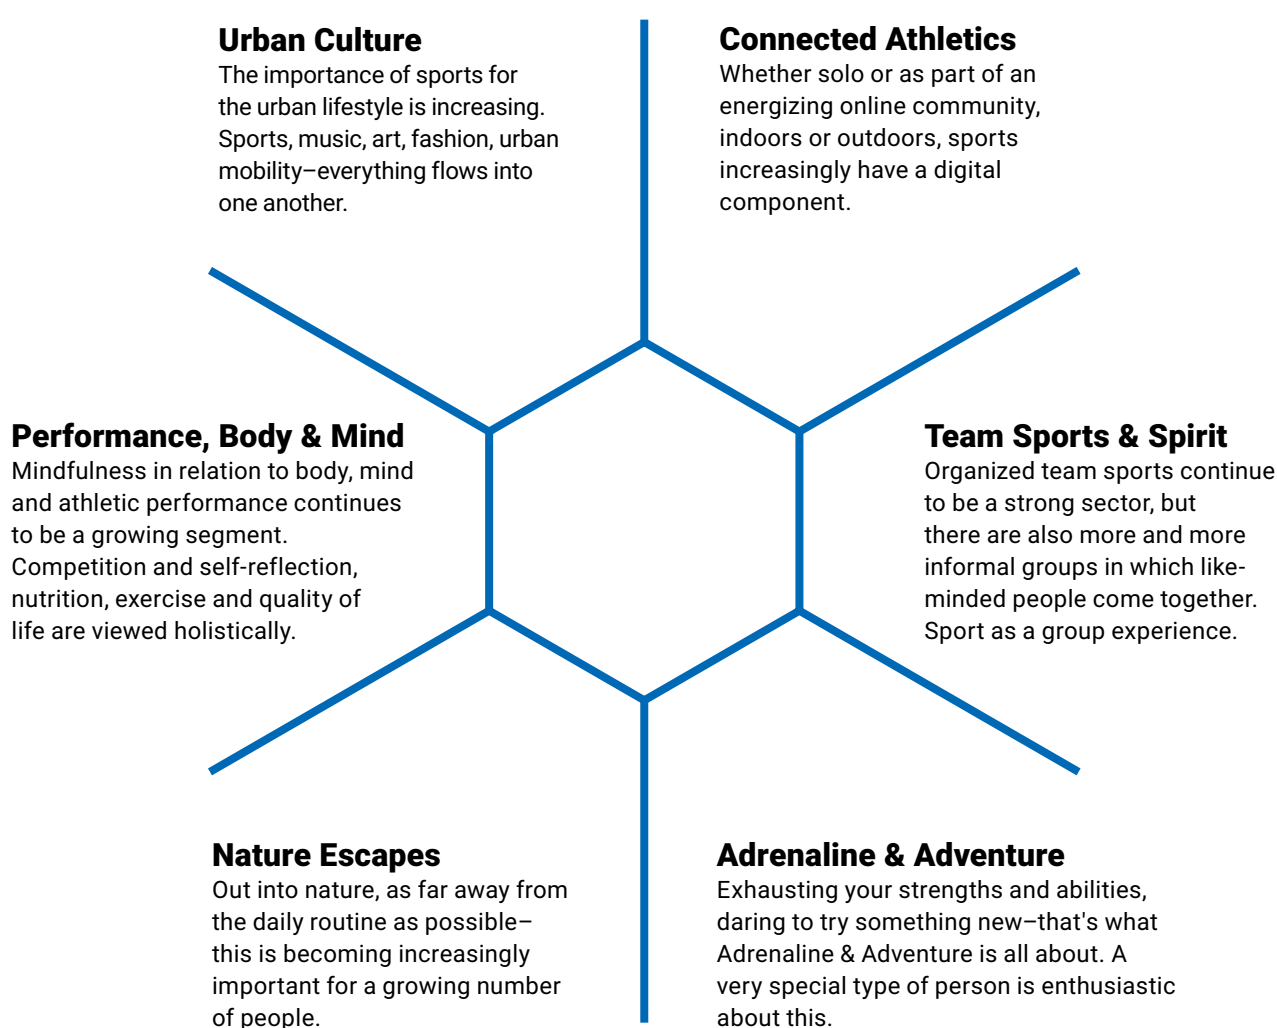 Urban Culture
The importance of sports for
the urban lifestyle is increasing.
Sports, music, art, fashion, urban
mobility–everything flows into
one another.
Connected Athletics
Whether solo or as part of an
energizing online community,
indoors or outdoors, sports
increasingly have a digital
component.
Performance, Body & Mind
Mindfulness in relation to body, mind
and athletic performance continues
to be a growing segment.
Competition and self-reflection,
nutrition, exercise and quality of
life are viewed holistically.
Team Sports & Spirit
Organized team sports continue
to be a strong sector, but
there are also more and more
informal groups in which like-
minded people come together.
Sport as a group experience.
Nature Escapes
Out into nature, as far away from
the daily routine as possible–
this is becoming increasingly
important for a growing number
of people.
Adrenaline & Adventure
Exhausting your strengths and abilities,
daring to try something new–that's what
Adrenaline & Adventure is all about. A
very special type of person is enthusiastic
about this.